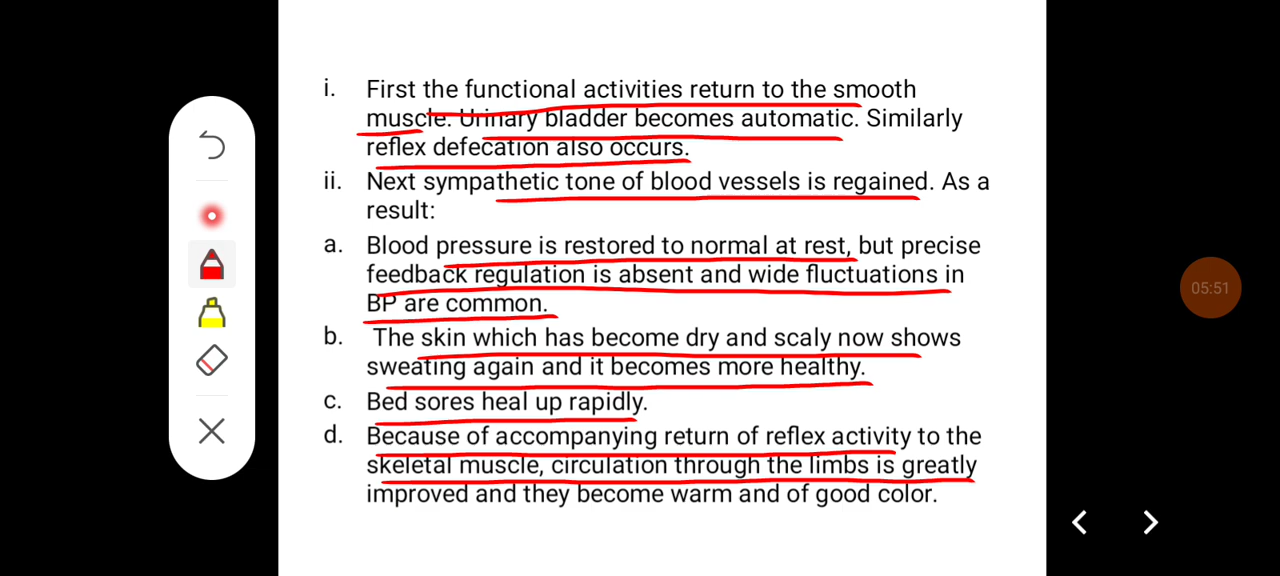 i. First the functional activities return to the smooth
muscle. Urinary bladder becomes automatic. Similarly
reflex defecation also occurs.
ii. Next sympathetic tone of blood vessels is regained. As a
result:
a. Blood pressure is restored to normal at rest, but precise
feedback regulation is absent and wide fluctuations in
BP are common.
b. The skin which has become dry and scaly now shows
sweating again and it becomes more healthy.
c. Bed sores heal up rapidly.
d. Because of accompanying return of reflex activity to the
skeletal muscle, circulation through the limbs is greatly
improved and they become warm and of good color.
05:51